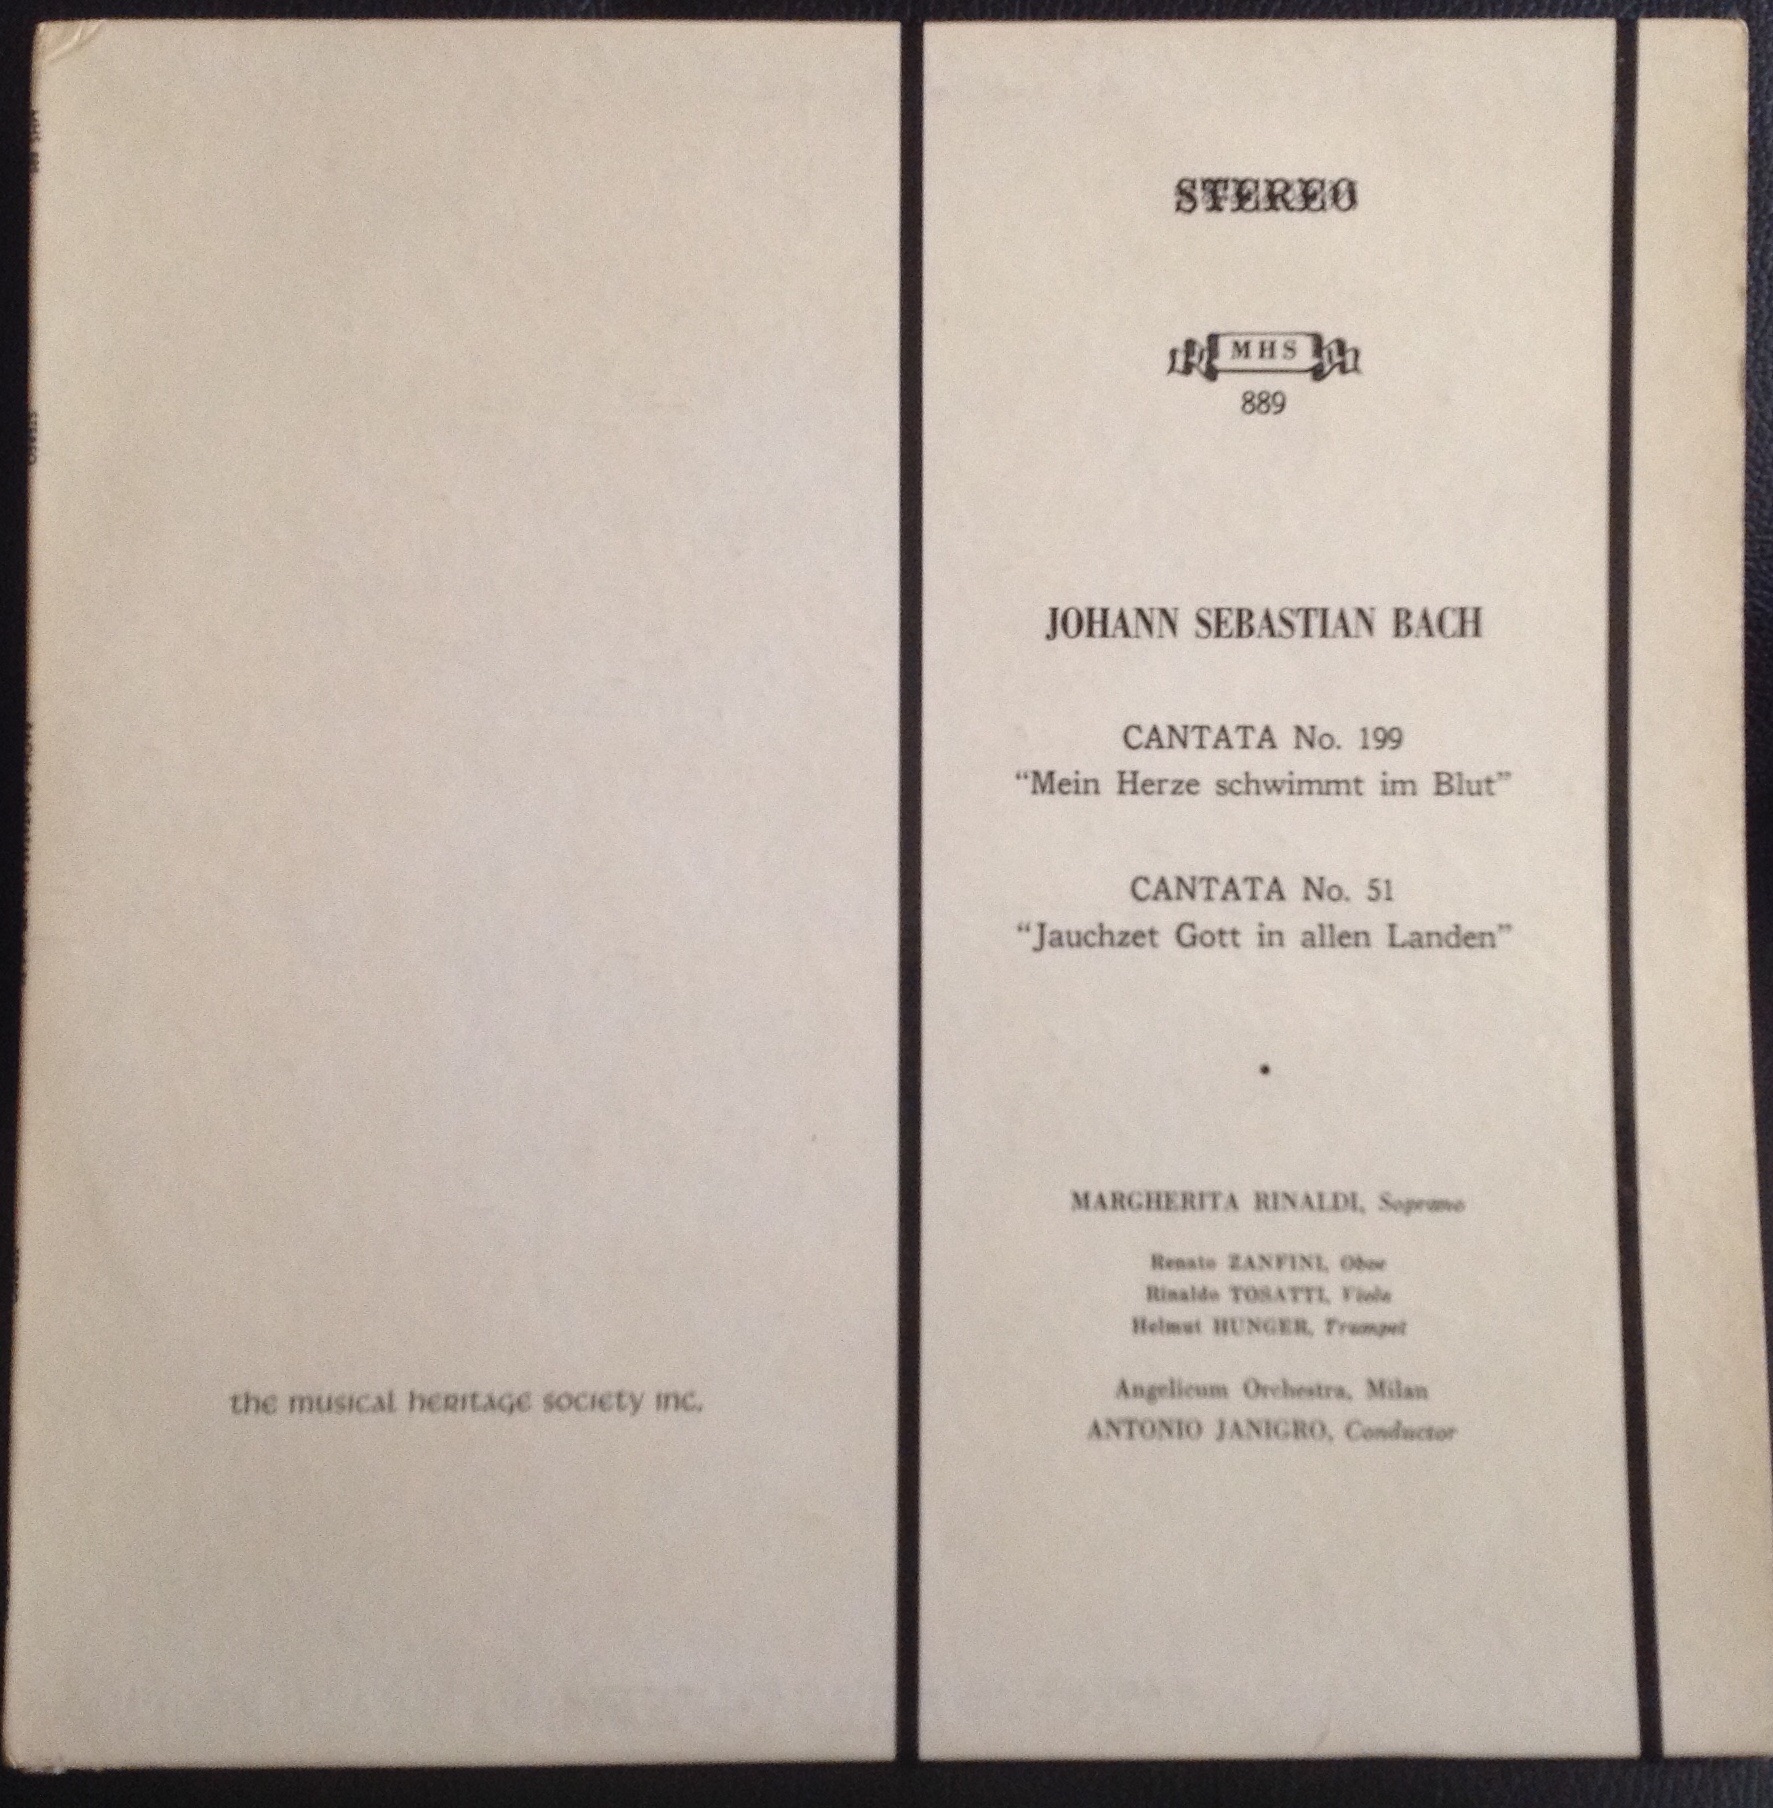 STEREO
MHS
889
JOHANN SEBASTIAN BACH
CANTATA No. 199
“Mein Herze schwimmt im Blut”
CANTATA No. 51
“Jauchzet Gott in allen Landen”
•
MARGHERITA RINALDI, Soprano
Renato ZANFINI, Oboe
Rinaldo TOSATTI, Viola
Helmut HUNGER, Trumpet
Angelicum Orchestra, Milan
ANTONIO JANIGRO, Conductor
the musical heritage society inc.